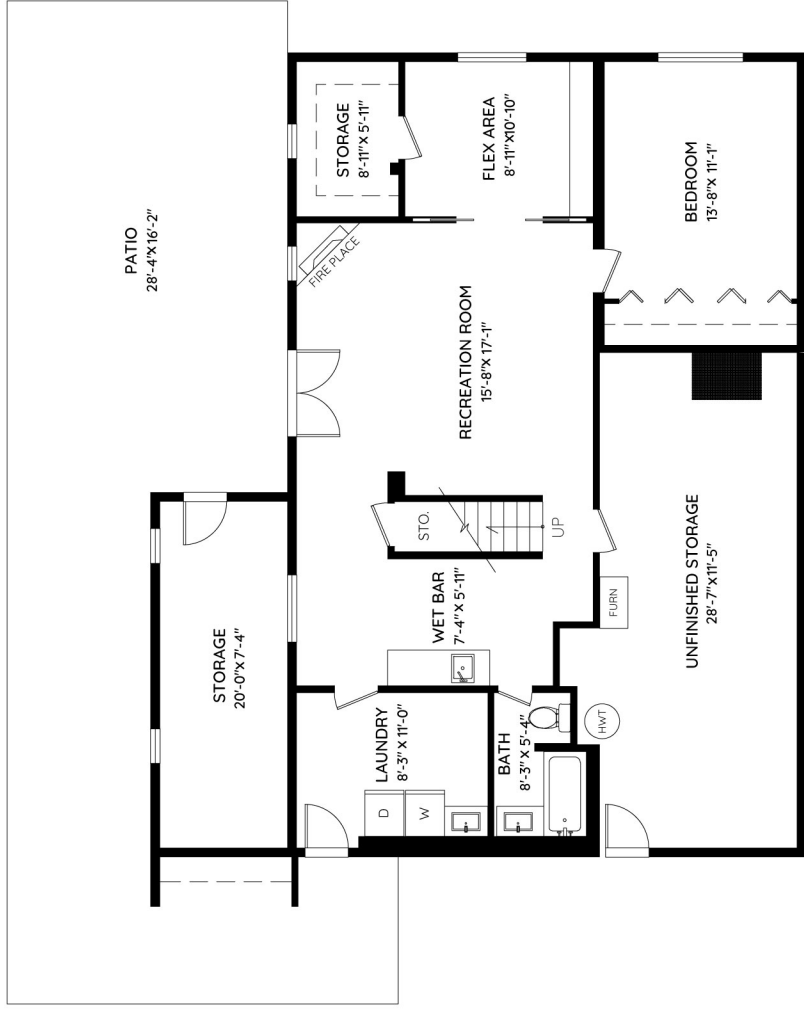 PATIO
28'-4"X16'-2"
STORAGE
8'-11"X 5'-11"
FLEX AREA
8'-11"X10'-10"
BEDROOM
13'-8"X 11'-1"
FIRE PLACE
RECREATION ROOM
15'-8"X 17'-1"
STO.
UP
STORAGE
20'-0"X 7'-4"
WET BAR
7'-4"X 5'-11"
FURN
UNFINISHED STORAGE
28'-7"X11'-5"
LAUNDRY
8'-3" X 11'-0"
D
W
BATH
8'-3" X 5'-4"
HWT